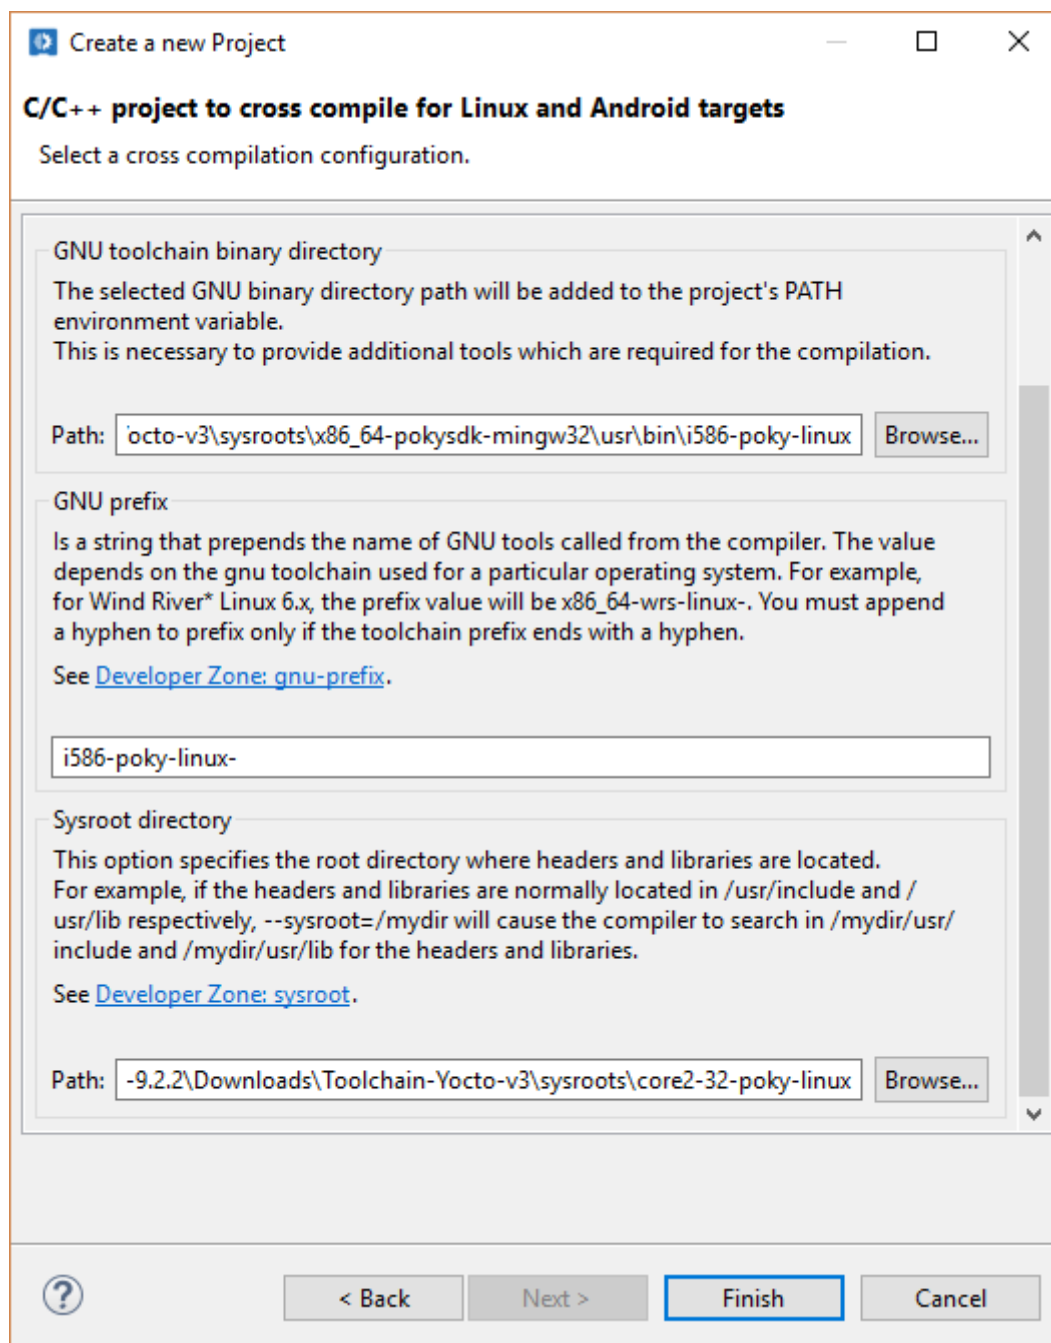 Create a new Project
C/C++ project to cross compile for Linux and Android targets
Select a cross compilation configuration.
GNU toolchain binary directory
The selected GNU binary directory path will be added to the project's PATH
environment variable.
This is necessary to provide additional tools which are required for the compilation.
Path: octo-v3\sysroots\x86_64-pokysdk-mingw32\usr\bin\i586-poky-linux Browse...
GNU prefix
Is a string that prepends the name of GNU tools called from the compiler. The value
depends on the gnu toolchain used for a particular operating system. For example,
for Wind River* Linux 6.x, the prefix value will be x86_64-wrs-linux-. You must append
a hyphen to prefix only if the toolchain prefix ends with a hyphen.
See Developer Zone: gnu-prefix.
i586-poky-linux-
Sysroot directory
This option specifies the root directory where headers and libraries are located.
For example, if the headers and libraries are normally located in /usr/include and /
usr/lib respectively, --sysroot=/mydir will cause the compiler to search in /mydir/usr/
include and /mydir/usr/lib for the headers and libraries.
See Developer Zone: sysroot.
Path: -9.2.2\Downloads\Toolchain-Yocto-v3\sysroots\core2-32-poky-linux Browse...
? < Back Next > Finish Cancel